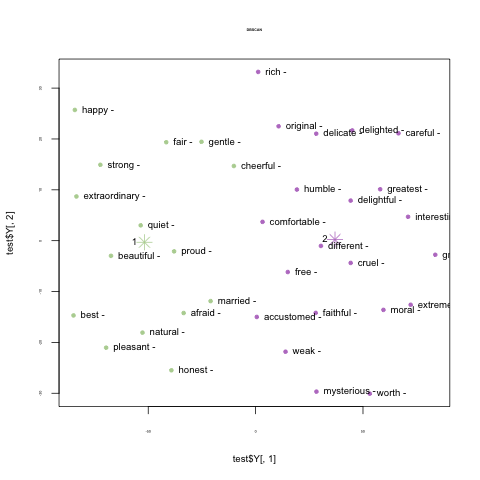 DBSCAN
rich -
happy -
original -
delicate -
delighted -
careful -
fair -
gentle -
strong -
cheerful -
extraordinary -
humble -
greatest -
delightful -
interesti
quiet -
comfortable -
1
2
different -
beautiful -
proud -
gr
cruel -
free -
married -
extreme
best -
afraid -
accustomed -
faithful -
moral -
natural -
pleasant -
weak -
honest -
mysterious -
worth -
test$Y[, 2]
test$Y[, 1]